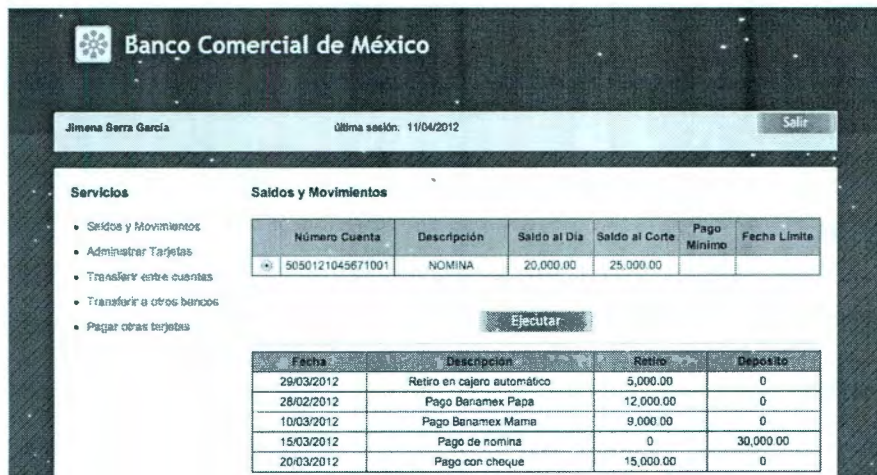 Banco Comercial de México
Jimena Serra García última sesión: 11/04/2012 Salir
Servicios
Saldos y Movimientos
Administrar Tarjetas
Transferir entre cuentas
Transferir a otros bancos
Pagar otras tarjetas
Saldos y Movimientos
Número Cuenta Descripción Saldo al Dia Saldo al Corte Pago Mínimo Fecha Límite
5050121045671001 NOMINA 20,000.00 25,000.00
Ejecutar
Fecha Descripción Retiro Deposito
29/03/2012 Retiro en cajero automático 5,000.00 0
28/02/2012 Pago Banamex Papa 12,000.00 0
10/03/2012 Pago Banamex Mama 9,000.00 0
15/03/2012 Pago de nomina 0 30,000.00
20/03/2012 Pago con cheque 15,000.00 0